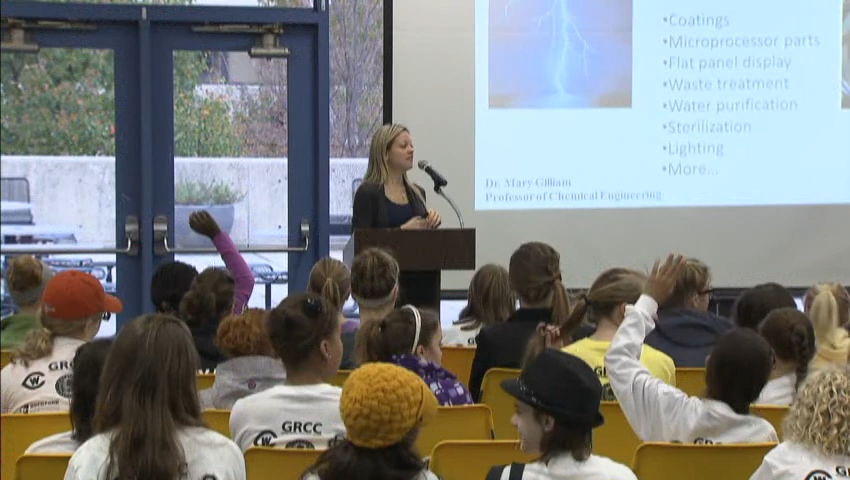 •Coatings
•Microprocessor parts
•Flat panel display
•Waste treatment
•Water purification
•Sterilization
•Lighting
•More...
Dr. Mary Gilliam
Professor of Chemical Engineering
GRCC